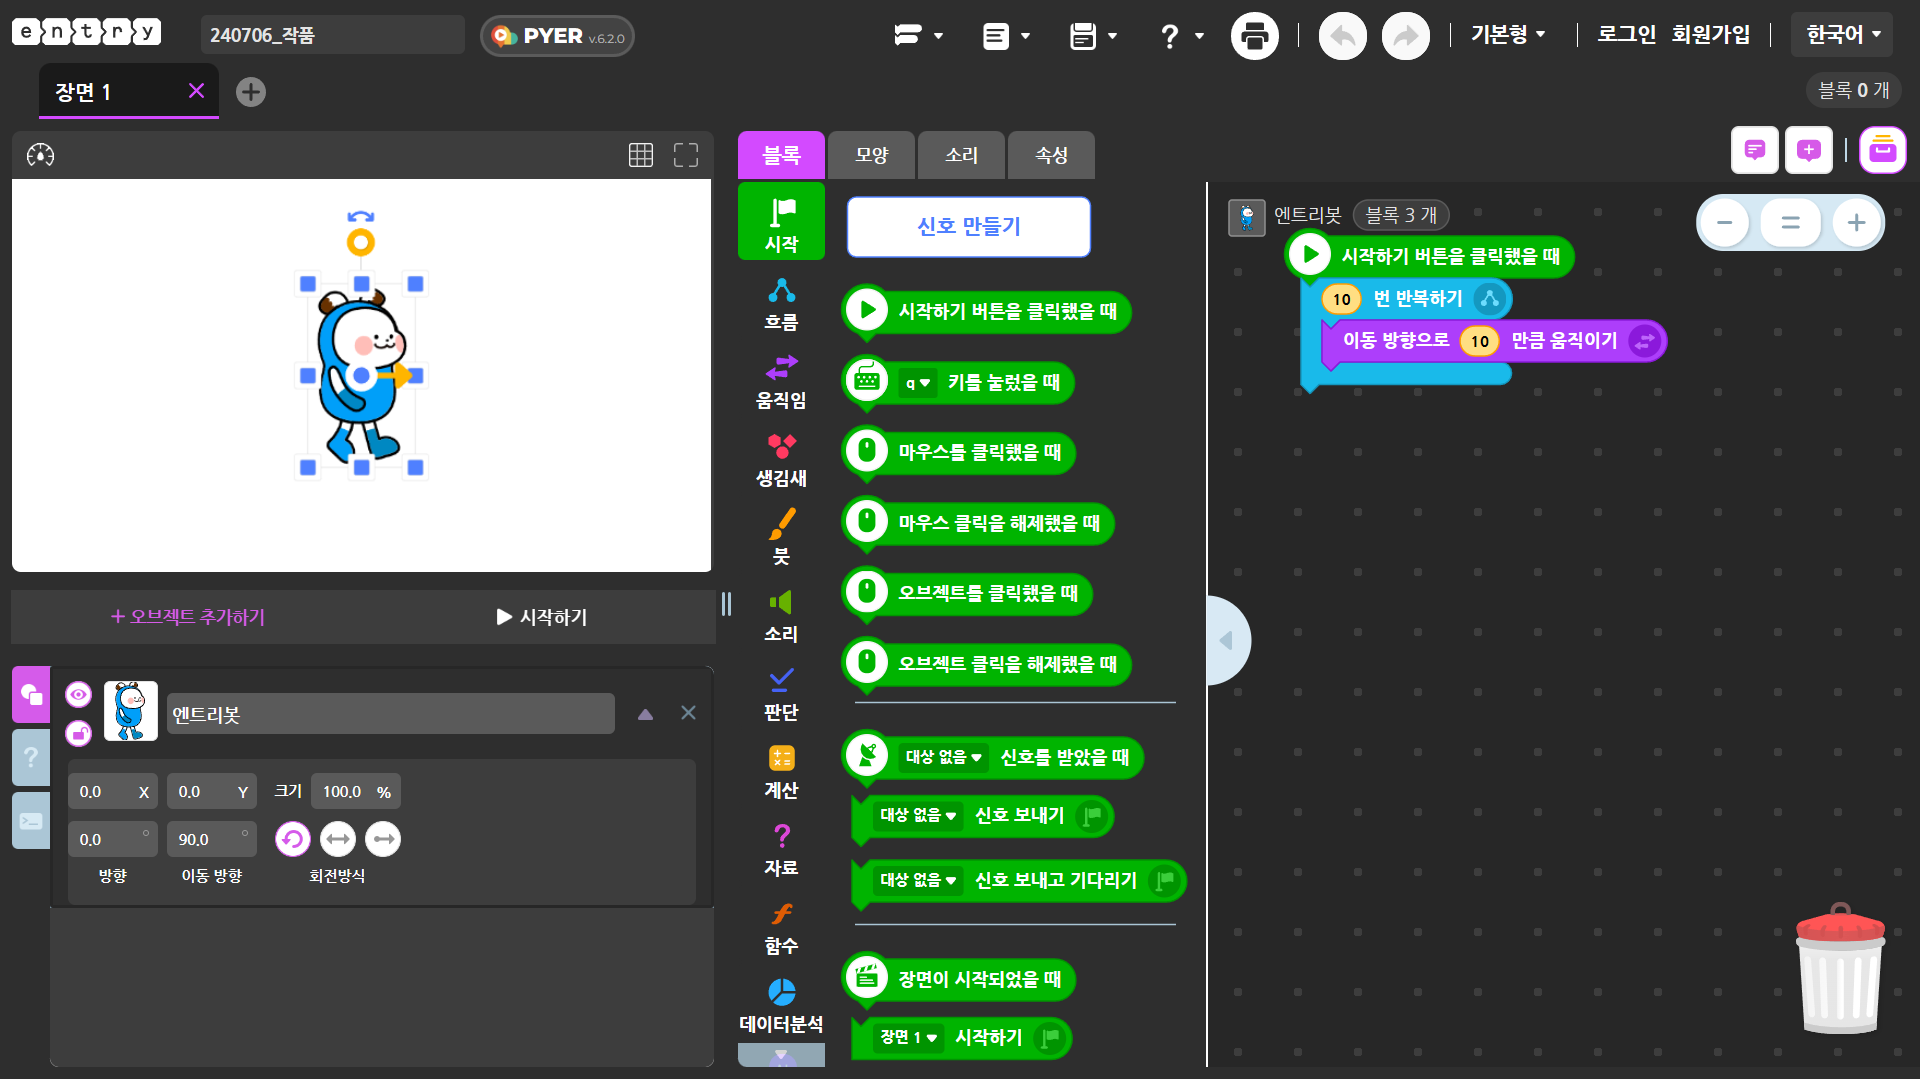 entry
240706_작품
PYER v.6.2.0
기본형
로그인
회원가입
한국어
장면 1
블록 0 개
블록
모양
소리
속성
시작
흐름
움직임
생김새
붓
소리
판단
계산
자료
함수
데이터분석
신호 만들기
시작하기 버튼을 클릭했을 때
q 키를 눌렀을 때
마우스를 클릭했을 때
마우스 클릭을 해제했을 때
오브젝트를 클릭했을 때
오브젝트 클릭을 해제했을 때
대상 없음 신호를 받았을 때
대상 없음 신호 보내기
대상 없음 신호 보내고 기다리기
장면이 시작되었을 때
장면 1 시작하기
엔트리봇
블록 3 개
시작하기 버튼을 클릭했을 때
10 번 반복하기
이동 방향으로 10 만큼 움직이기
+ 오브젝트 추가하기
시작하기
엔트리봇
0.0 X
0.0 Y
크기
100.0 %
0.0 °
90.0 °
방향
이동 방향
회전방식